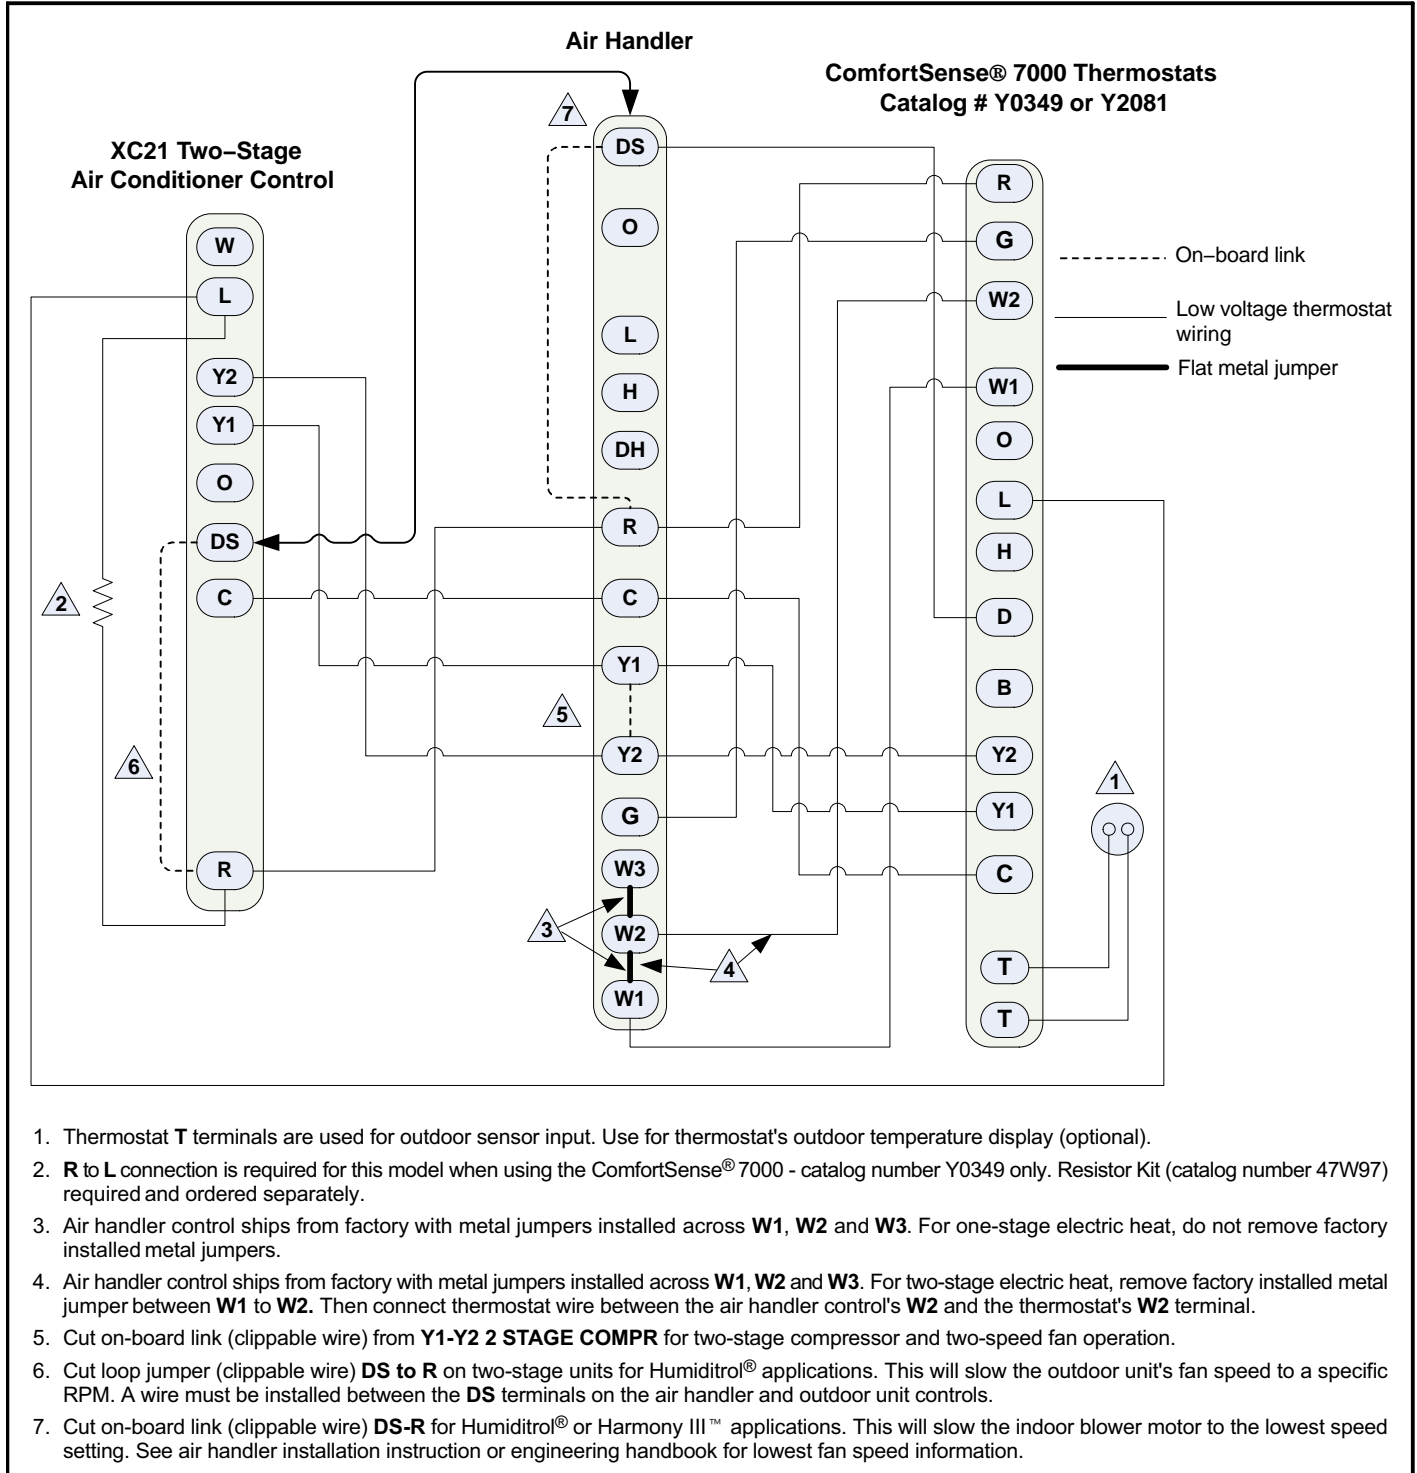 Air Handler
ComfortSense® 7000 Thermostats
Catalog # Y0349 or Y2081
XC21 Two−Stage
Air Conditioner Control
W
L
Y2
Y1
O
DS
C
R
2
6
7
DS
O
L
H
DH
R
C
Y1
5
Y2
G
W3
3
W2
4
W1
R
G
W2
W1
O
L
H
D
B
Y2
Y1
C
T
T
1
On−board link
Low voltage thermostat
wiring
Flat metal jumper
1. Thermostat T terminals are used for outdoor sensor input. Use for thermostat's outdoor temperature display (optional).
2. R to L connection is required for this model when using the ComfortSense® 7000 - catalog number Y0349 only. Resistor Kit (catalog number 47W97)
required and ordered separately.
3. Air handler control ships from factory with metal jumpers installed across W1, W2 and W3. For one-stage electric heat, do not remove factory
installed metal jumpers.
4. Air handler control ships from factory with metal jumpers installed across W1, W2 and W3. For two-stage electric heat, remove factory installed metal
jumper between W1 to W2. Then connect thermostat wire between the air handler control's W2 and the thermostat's W2 terminal.
5. Cut on-board link (clippable wire) from Y1-Y2 2 STAGE COMPR for two-stage compressor and two-speed fan operation.
6. Cut loop jumper (clippable wire) DS to R on two-stage units for Humiditrol® applications. This will slow the outdoor unit's fan speed to a specific
RPM. A wire must be installed between the DS terminals on the air handler and outdoor unit controls.
7. Cut on-board link (clippable wire) DS-R for Humiditrol® or Harmony III™ applications. This will slow the indoor blower motor to the lowest speed
setting. See air handler installation instruction or engineering handbook for lowest fan speed information.